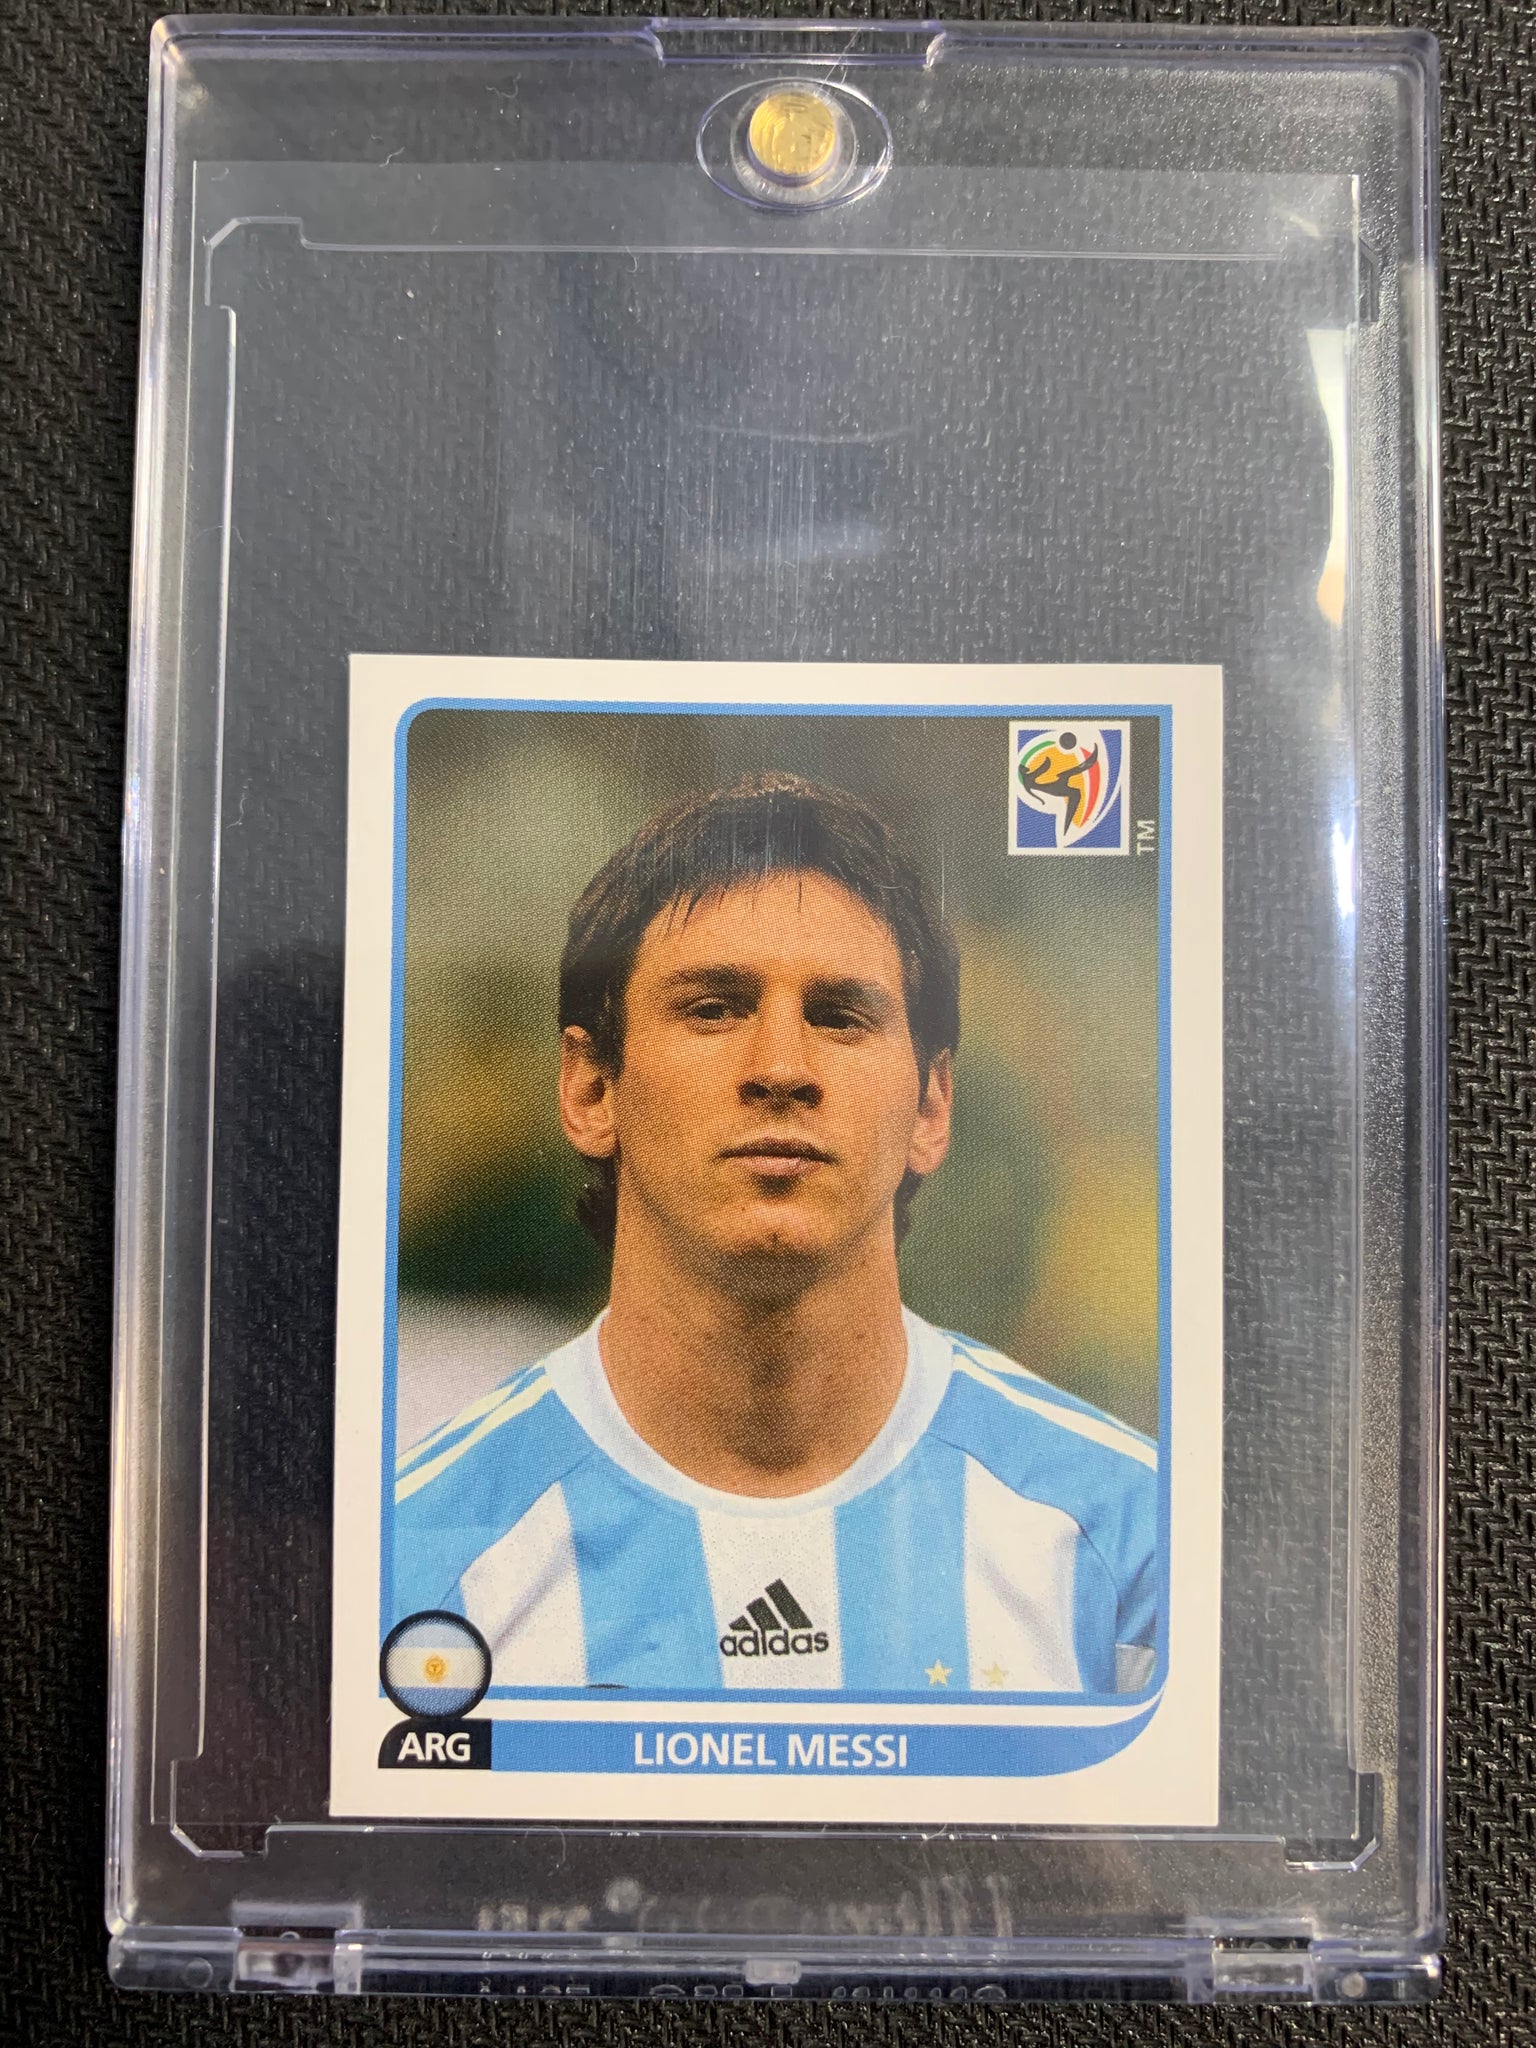 TM
adidas
ARG
LIONEL MESSI